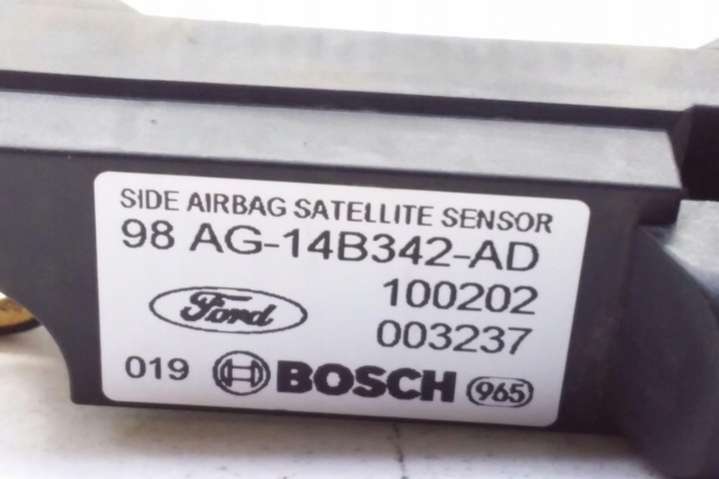 SIDE AIRBAG SATELLITE SENSOR
98 AG-14B342-AD
100202
Ford 003237
019 BOSCH 965